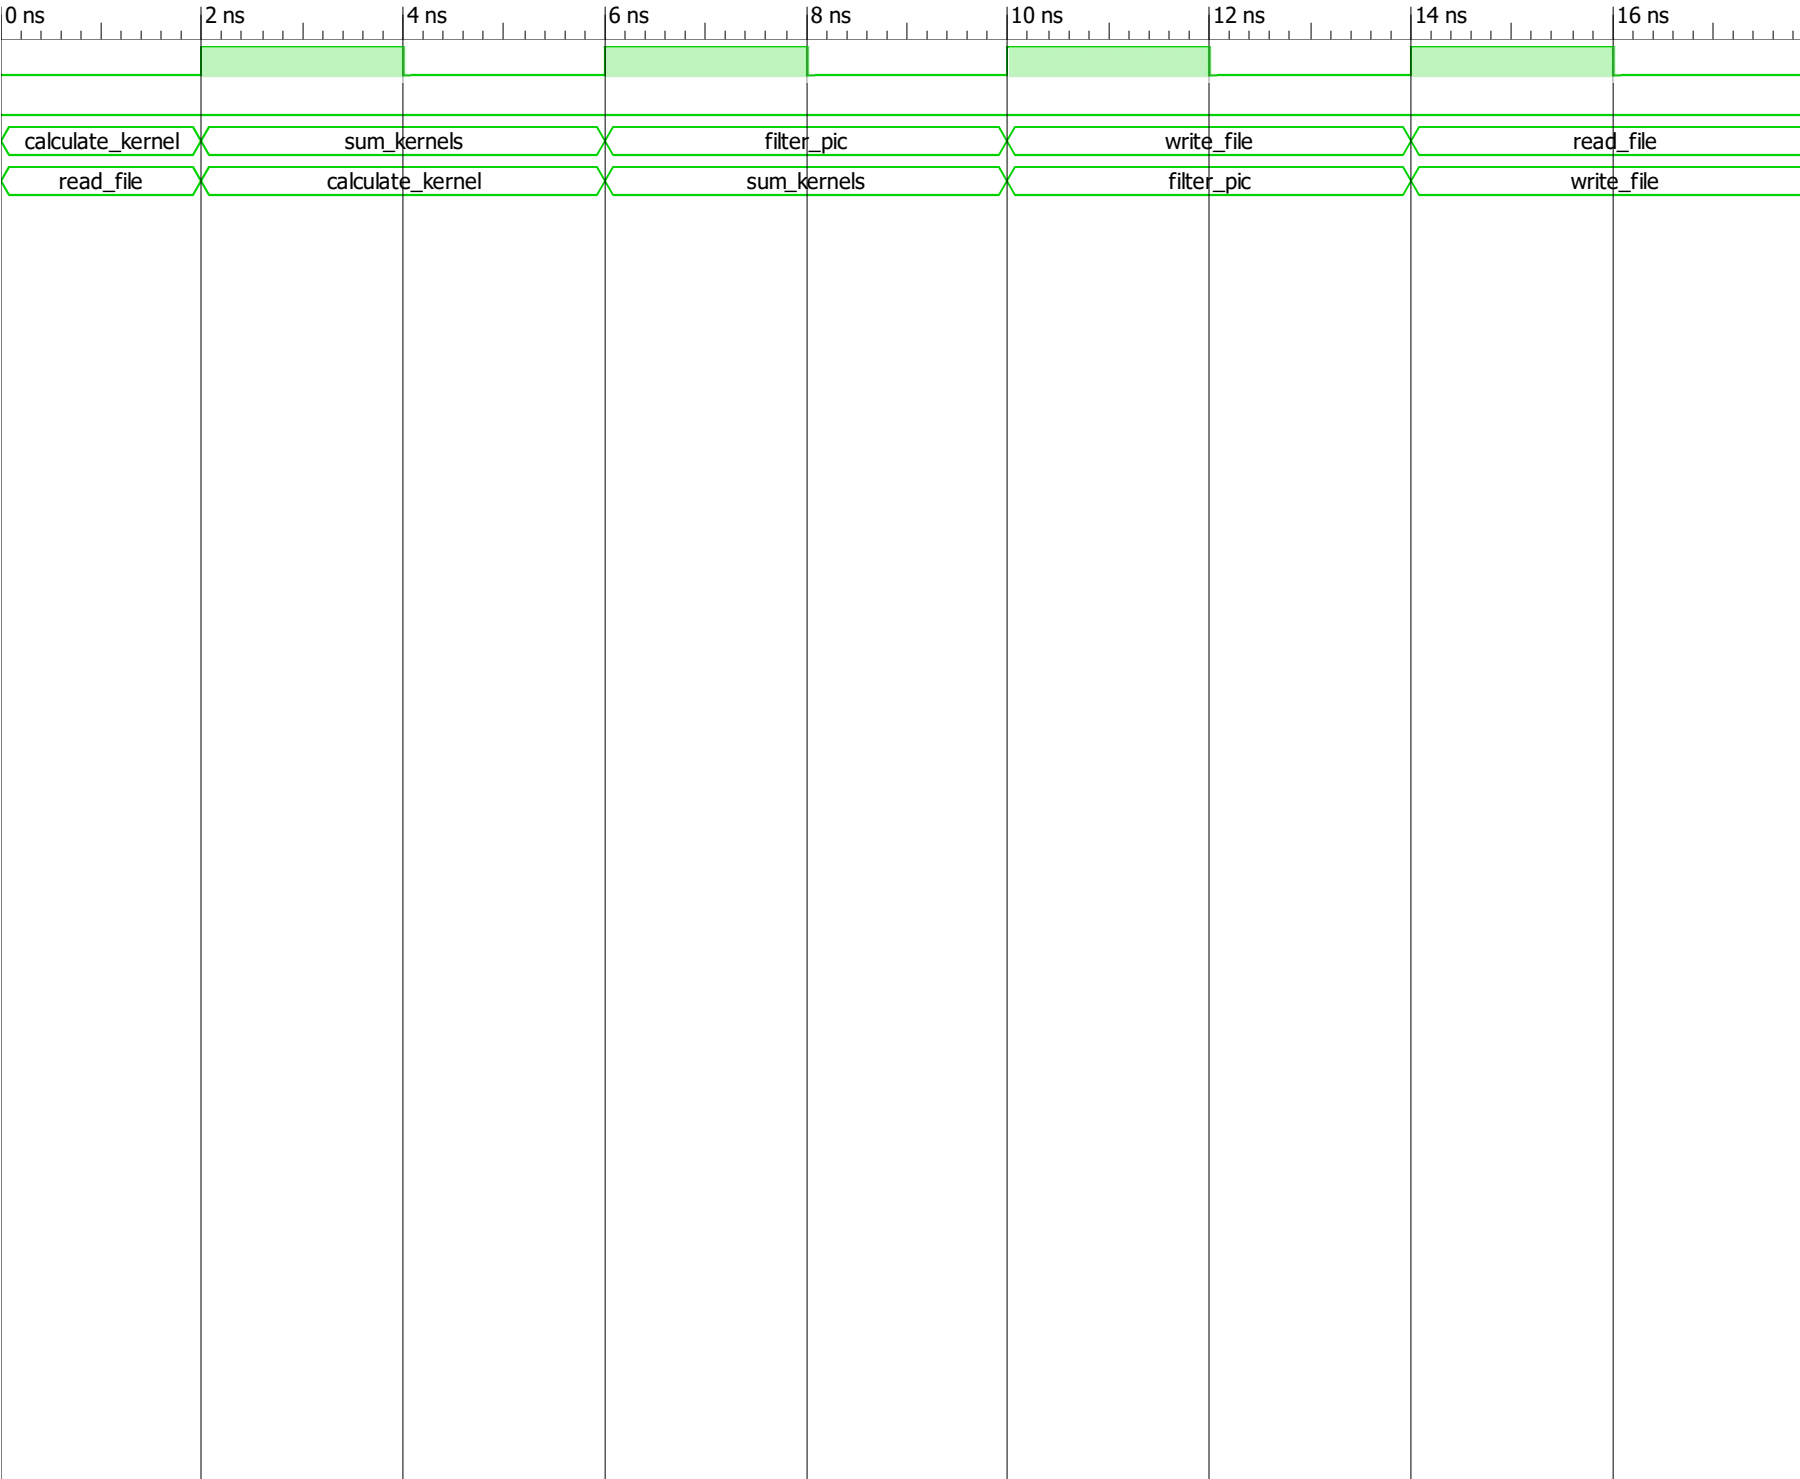 0 ns 2 ns 4 ns 6 ns 8 ns 10 ns 12 ns 14 ns 16 ns
calculate_kernel sum_kernels filter_pic write_file read_file
read_file calculate_kernel sum_kernels filter_pic write_file